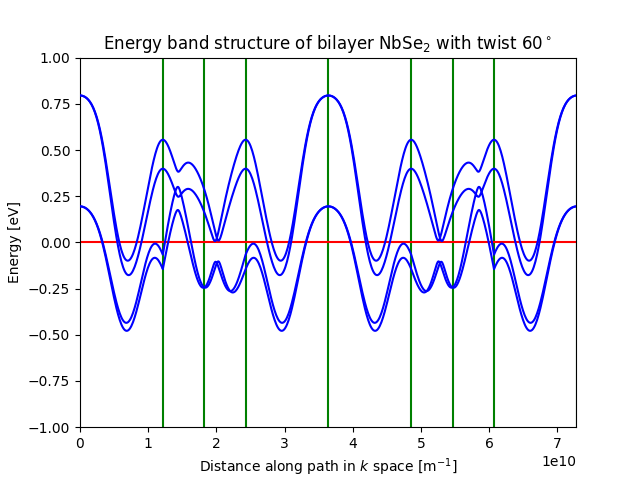 Energy band structure of bilayer NbSe₂ with twist 60°
1.00
0.75
0.50
0.25
0.00
−0.25
−0.50
−0.75
−1.00
Energy [eV]
0 1 2 3 4 5 6 7
1e10
Distance along path in k space [m⁻¹]